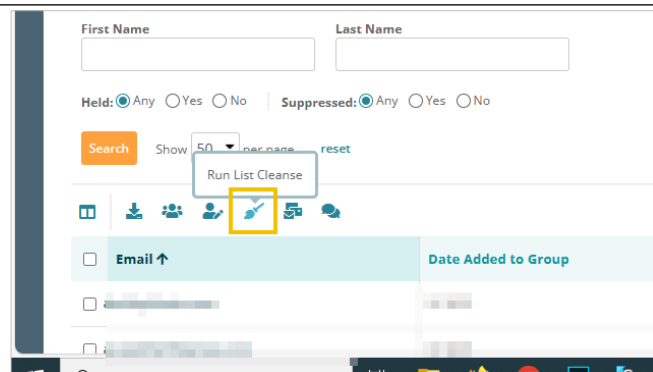 First Name Last Name
Held: Any Yes No Suppressed: Any Yes No
Search Show 50 per page reset
Run List Cleanse
Email Date Added to Group